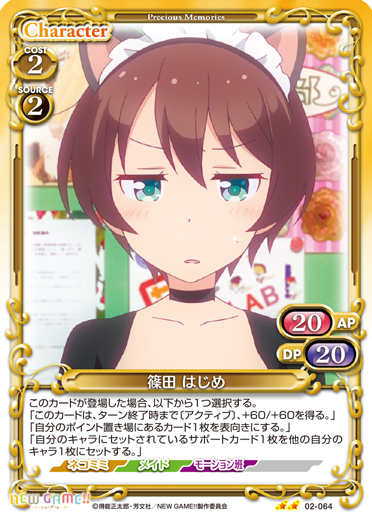 Precious Memories
Character
COST
2
SOURCE
2
部
AB
20 AP
DP 20
篠田 はじめ
このカードが登場した場合、以下から1つ選択する。
「このカードは、ターン終了時まで〔アクティブ〕、+60/+60を得る。」
「自分のポイント置き場にあるカード1枚を表向きにする。」
「自分のキャラにセットされているサポートカード1枚を他の自分の
キャラ1枚にセットする。」
ネコミミ メイド モーション班
NEW GAME!!
©得能正太郎・芳文社/NEW GAME!!製作委員会
02-064